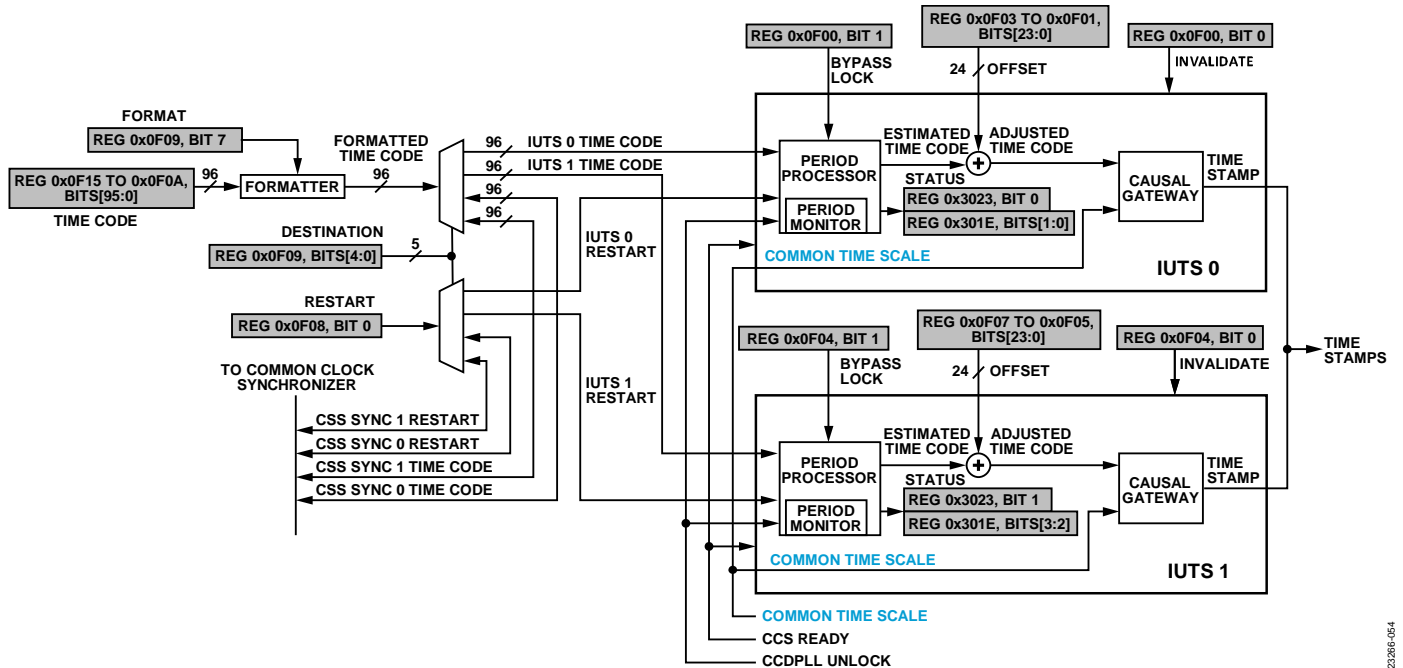 REG 0x0F03 TO 0x0F01,
BITS[23:0]
REG 0x0F00, BIT 1
REG 0x0F00, BIT 0
BYPASS
LOCK
24
OFFSET
INVALIDATE
FORMAT
REG 0x0F09, BIT 7
FORMATTED
TIME CODE
96
IUTS 0 TIME CODE
96
IUTS 1 TIME CODE
96
96
REG 0x0F15 TO 0x0F0A,
BITS[95:0]
TIME CODE
96
FORMATTER
96
DESTINATION
REG 0x0F09, BITS[4:0]
5
RESTART
REG 0x0F08, BIT 0
IUTS 0
RESTART
IUTS 1
RESTART
TO COMMON CLOCK
SYNCHRONIZER
CSS SYNC 1 RESTART
CSS SYNC 0 RESTART
CSS SYNC 1 TIME CODE
CSS SYNC 0 TIME CODE
PERIOD
PROCESSOR
PERIOD
MONITOR
ESTIMATED
TIME CODE
ADJUSTED
TIME CODE
+
STATUS
REG 0x3023, BIT 0
REG 0x301E, BITS[1:0]
CAUSAL
GATEWAY
TIME
STAMP
COMMON TIME SCALE
IUTS 0
REG 0x0F07 TO 0x0F05,
BITS[23:0]
REG 0x0F04, BIT 1
REG 0x0F04, BIT 0
BYPASS
LOCK
24
OFFSET
INVALIDATE
TIME
STAMPS
PERIOD
PROCESSOR
PERIOD
MONITOR
ESTIMATED
TIME CODE
ADJUSTED
TIME CODE
+
STATUS
REG 0x3023, BIT 1
REG 0x301E, BITS[3:2]
CAUSAL
GATEWAY
TIME
STAMP
COMMON TIME SCALE
IUTS 1
COMMON TIME SCALE
CCS READY
CCDPLL UNLOCK
23266-054